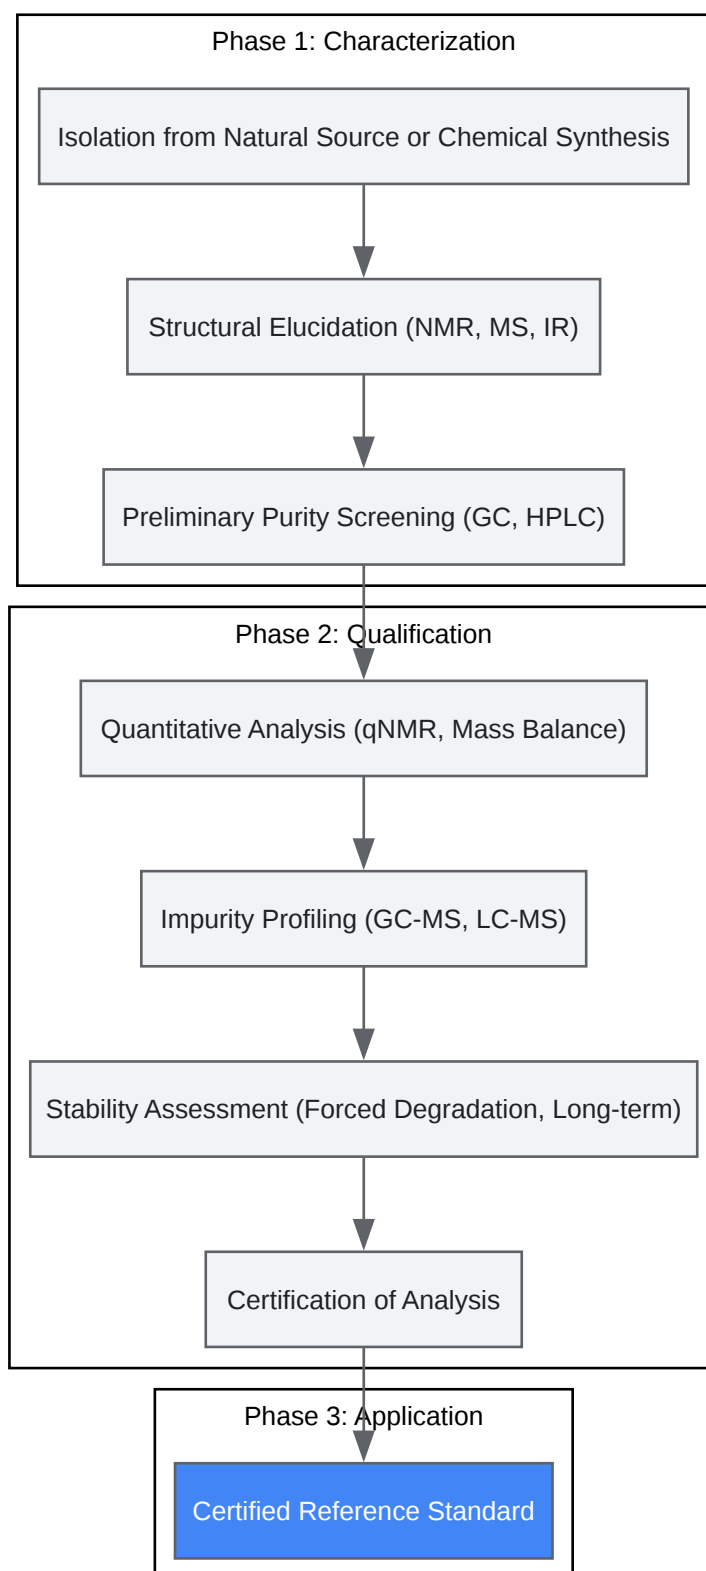 Phase 1: Characterization
Isolation from Natural Source or Chemical Synthesis
Structural Elucidation (NMR, MS, IR)
Preliminary Purity Screening (GC, HPLC)
Phase 2: Qualification
Quantitative Analysis (qNMR, Mass Balance)
Impurity Profiling (GC-MS, LC-MS)
Stability Assessment (Forced Degradation, Long-term)
Certification of Analysis
Phase 3: Application
Certified Reference Standard